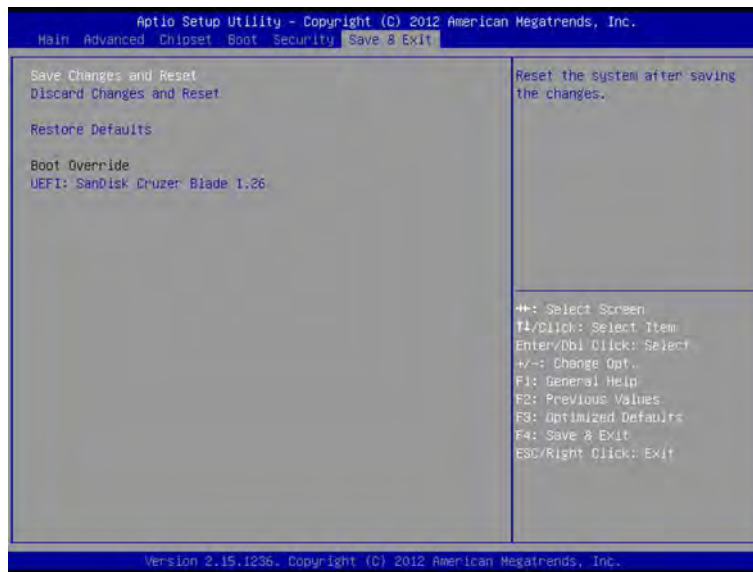 Aptio Setup Utility - Copyright (C) 2012 American Megatrends, Inc.
Main Advanced Chipset Boot Security Save & Exit
Save Changes and Reset
Discard Changes and Reset
Restore Defaults
Boot Override
UEFI: SanDisk Cruzer Blade 1.26
Reset the system after saving
the changes.
→←: Select Screen
↑↓/Click: Select Item
Enter/Dbl Click: Select
+/-: Change Opt.
F1: General Help
F2: Previous Values
F3: Optimized Defaults
F4: Save & Exit
ESC/Right Click: Exit
Version 2.15.1236. Copyright (C) 2012 American Megatrends, Inc.